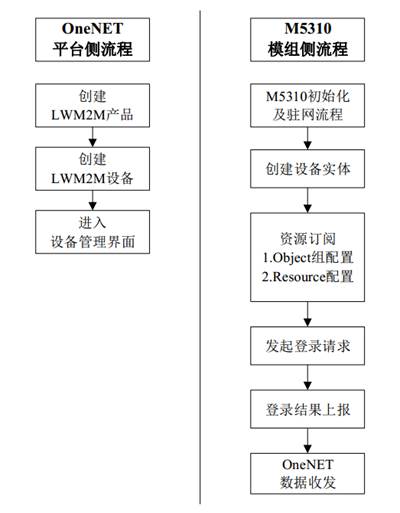 OneNET
平台侧流程
创建
LWM2M产品
创建
LWM2M设备
进入
设备管理界面
M5310
模组侧流程
M5310初始化
及驻网流程
创建设备实体
资源订阅
1.Object组配置
2.Resource配置
发起登录请求
登录结果上报
OneNET
数据收发